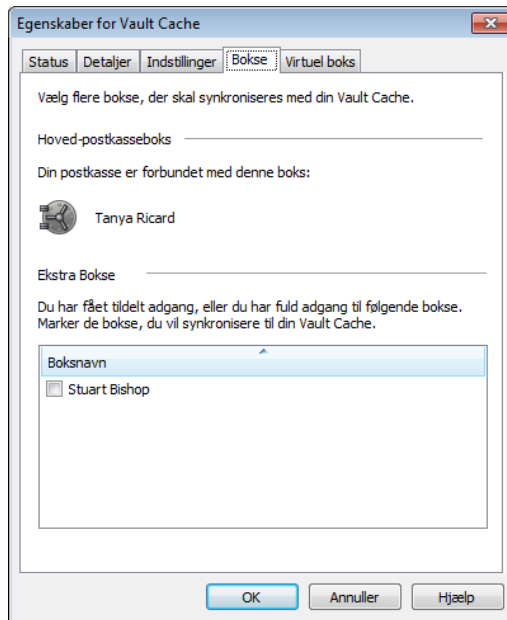 Egenskaber for Vault Cache
Status Detaljer Indstillinger Bokse Virtuel boks
Vælg flere bokse, der skal synkroniseres med din Vault Cache.
Hoved-postkasseboks
Din postkasse er forbundet med denne boks:
Tanya Ricard
Ekstra Bokse
Du har fået tildelt adgang, eller du har fuld adgang til følgende bokse.
Marker de bokse, du vil synkronisere til din Vault Cache.
Boksnavn
Stuart Bishop
OK Annuller Hjælp